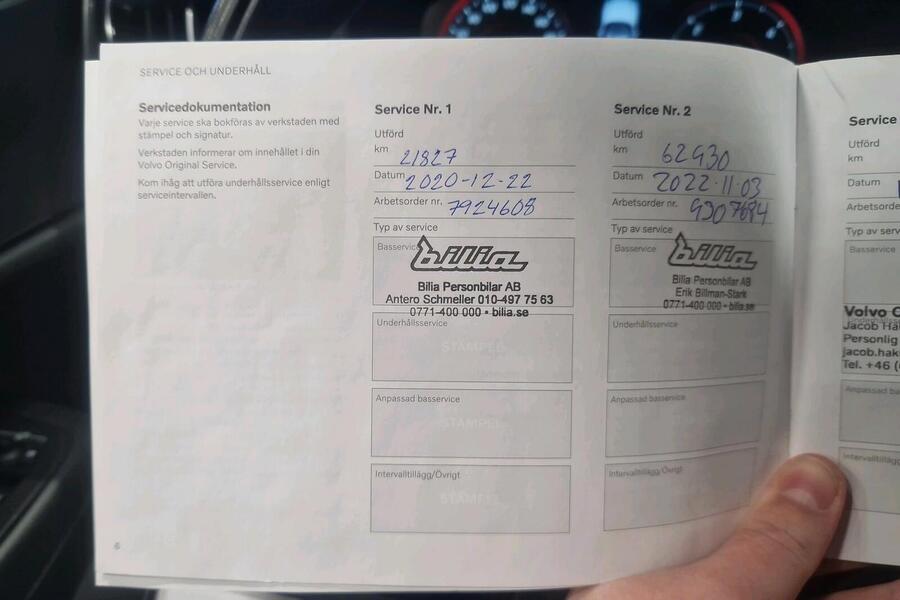 SERVICE OCH UNDERHÅLL
Servicedokumentation
Varje service ska bokföras av verkstaden med
stämpel och signatur.
Verkstaden informerar om innehållet i din
Volvo Original Service.
Kom ihåg att utföra underhållsservice enligt
serviceintervallen.
6
Service Nr. 1
Utförd
km 21827
Datum 2020-12-22
Arbetsorder nr. 7924608
Typ av service
Basservice
bilia
Bilia Personbilar AB
Antero Schmeller 010-497 75 63
0771-400 000 • bilia.se
Underhållsservice
STÄMPEL
Anpassad basservice
STÄMPEL
Intervalltillägg/Övrigt
STÄMPEL
Service Nr. 2
Utförd
km 62930
Datum 2022-11-03
Arbetsorder nr. 9307684
Typ av service
Basservice
bilia
Bilia Personbilar AB
Erik Billman-Stark
0771-400 000 • bilia.se
Underhållsservice
Anpassad basservice
Intervalltillägg/Övrigt
Service
Utförd
km
Datum
Arbetsorde
Typ av serv
Basservice
Volvo
Jacob
Personlig
jacob.hak
Tel. +46
Anpassad ba
Intervalltillägg